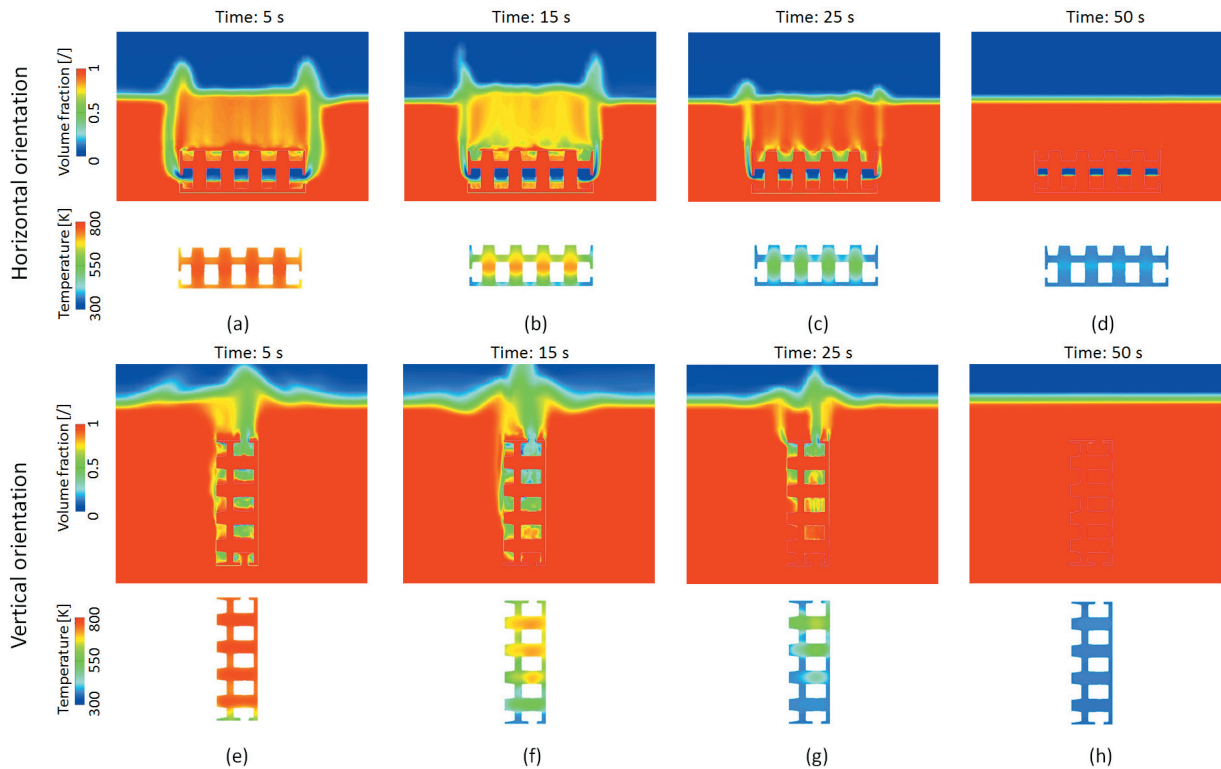 Time: 5 s
Time: 15 s
Time: 25 s
Time: 50 s
Horizontal orientation
Volume fraction [/]
1
0.5
0
Temperature [K]
800
550
300
(a)
(b)
(c)
(d)
Time: 5 s
Time: 15 s
Time: 25 s
Time: 50 s
Vertical orientation
Volume fraction [/]
1
0.5
0
Temperature [K]
800
550
300
(e)
(f)
(g)
(h)